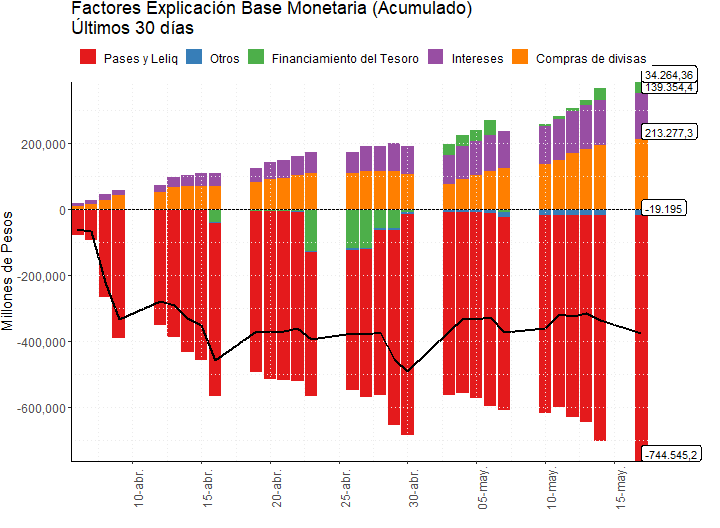 Factores Explicación Base Monetaria (Acumulado)
Últimos 30 días
Pases y Leliq
Otros
Financiamiento del Tesoro
Intereses
Compras de divisas
Millones de Pesos
200,000
0
-200,000
-400,000
-600,000
34.264,36
139.354,4
213.277,3
-19.195
-744.545,2
10-abr.
15-abr.
20-abr.
25-abr.
30-abr.
05-may.
10-may.
15-may.